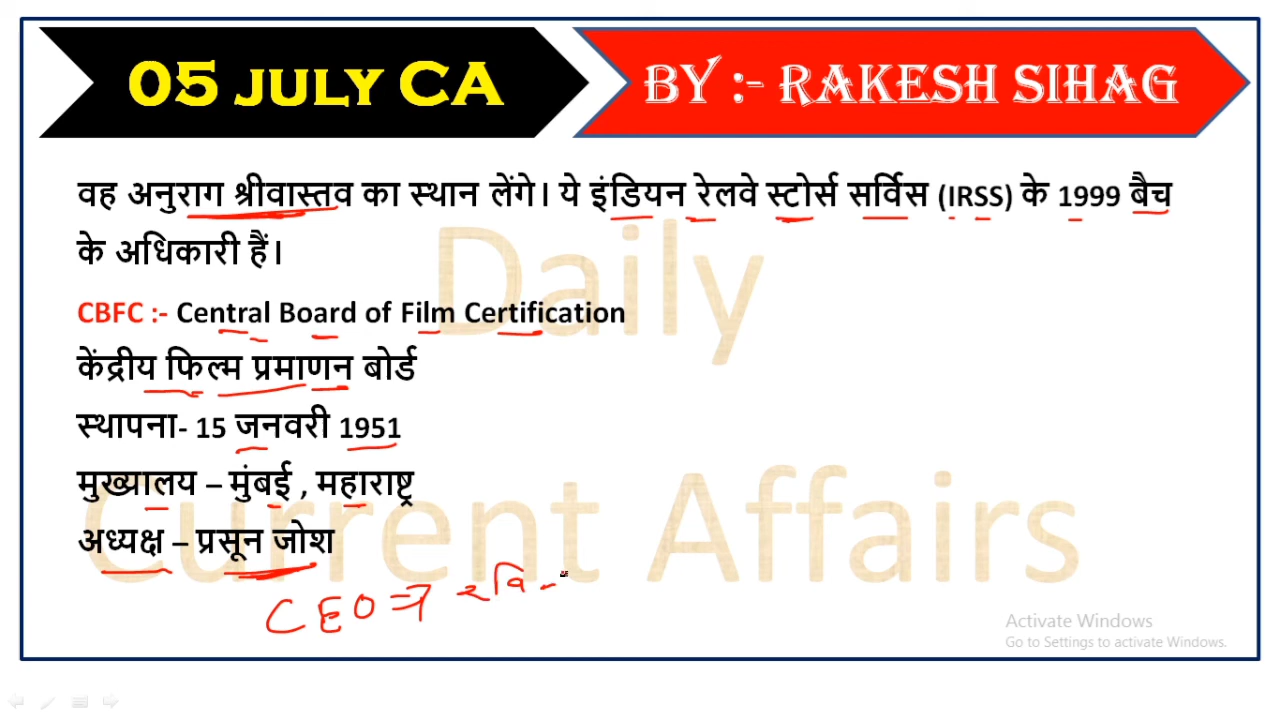 05 JULY CA
BY :- RAKESH SIHAG
वह अनुराग श्रीवास्तव का स्थान लेंगे। ये इंडियन रेलवे स्टोर्स सर्विस (IRSS) के 1999 बैच
के अधिकारी हैं।
CBFC :- Central Board of Film Certification
केंद्रीय फिल्म प्रमाणन बोर्ड
स्थापना- 15 जनवरी 1951
मुख्यालय – मुंबई , महाराष्ट्र
अध्यक्ष – प्रसून जोश
CEO => रवि -
Daily
Current Affairs
Activate Windows
Go to Settings to activate Windows.